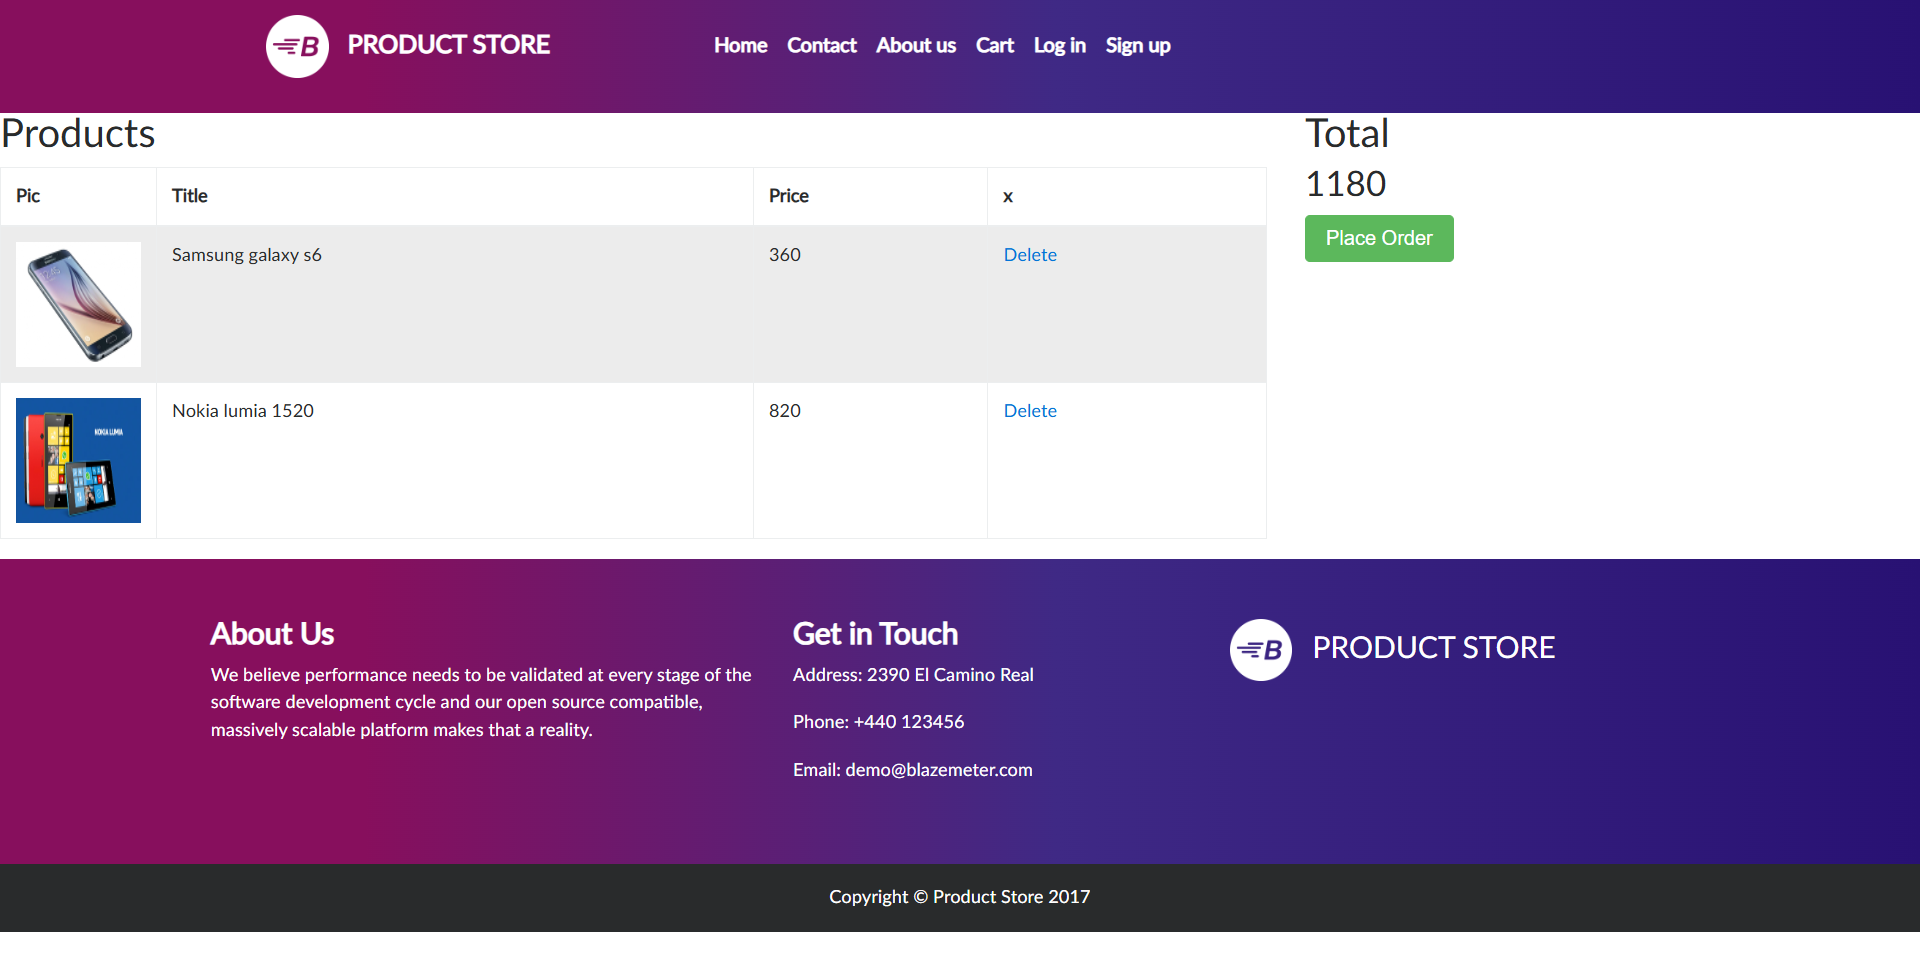 B PRODUCT STORE
Home Contact About us Cart Log in Sign up
Products
Total
1180
Place Order
Pic Title Price x
Samsung galaxy s6 360 Delete
Nokia lumia 1520 820 Delete
NOKIA LUMIA
About Us
We believe performance needs to be validated at every stage of the
software development cycle and our open source compatible,
massively scalable platform makes that a reality.
Get in Touch
Address: 2390 El Camino Real
Phone: +440 123456
Email: demo@blazemeter.com
B PRODUCT STORE
Copyright © Product Store 2017